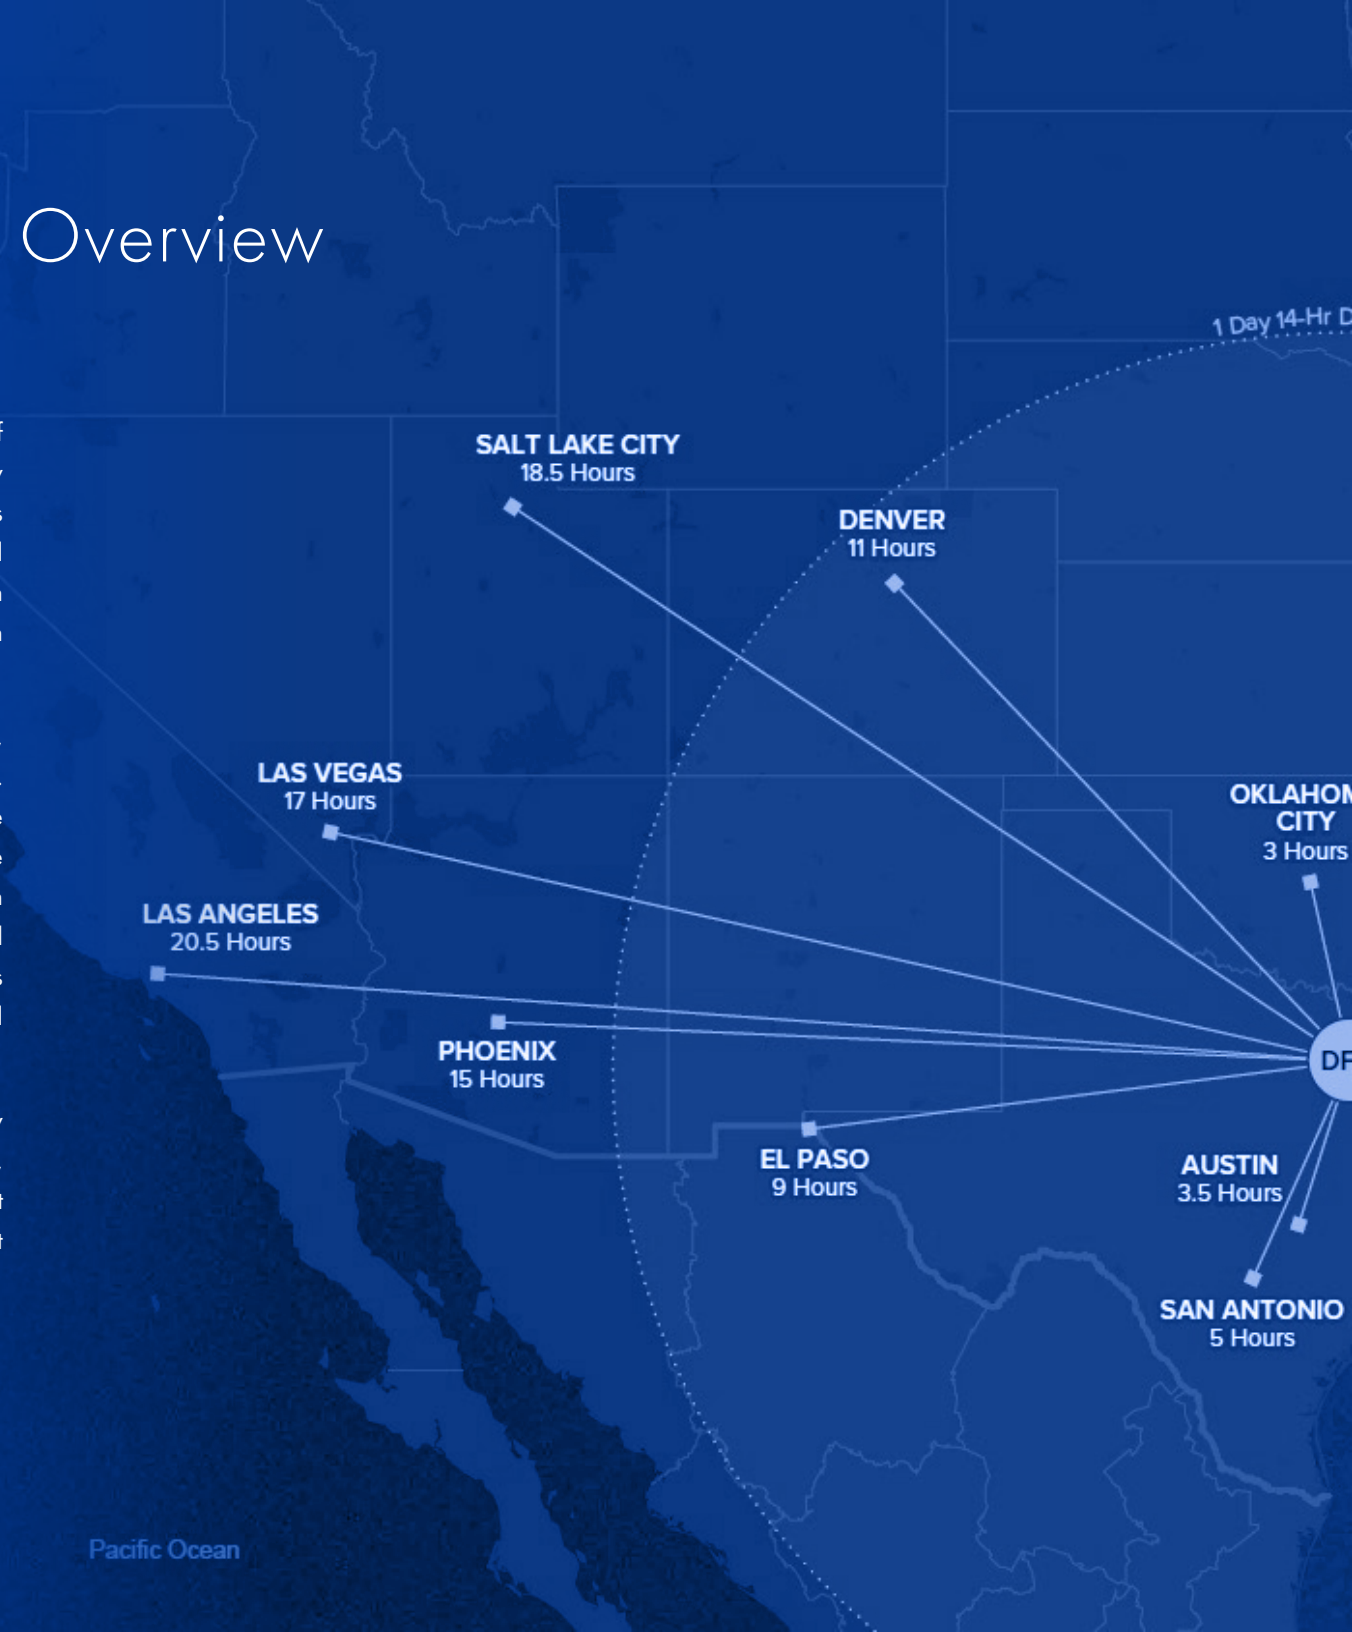 Overview
1 Day 14-Hr D
SALT LAKE CITY
18.5 Hours
DENVER
11 Hours
LAS VEGAS
17 Hours
OKLAHOM
CITY
3 Hours
LAS ANGELES
20.5 Hours
PHOENIX
15 Hours
DF
EL PASO
9 Hours
AUSTIN
3.5 Hours
SAN ANTONIO
5 Hours
Pacific Ocean